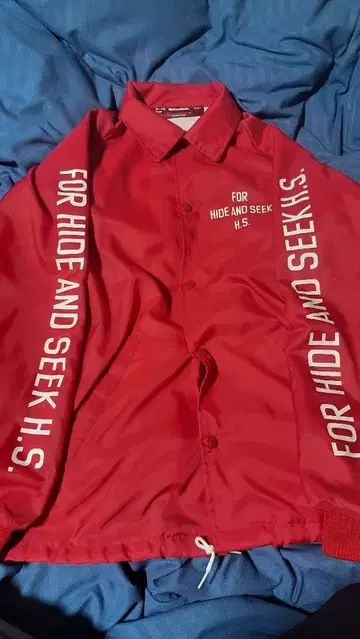 FOR
HIDE AND SEEK
H.S.
FOR HIDE AND SEEK H.S.
FOR HIDE AND SEEK H.S.